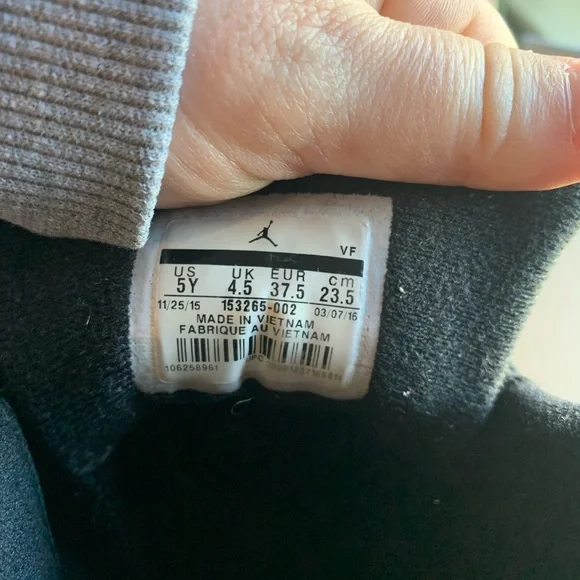 VF
US UK EUR cm
5Y 4.5 37.5 23.5
11/25/15 153265-002 03/07/16
MADE IN VIETNAM
FABRIQUE AU VIETNAM
106258961